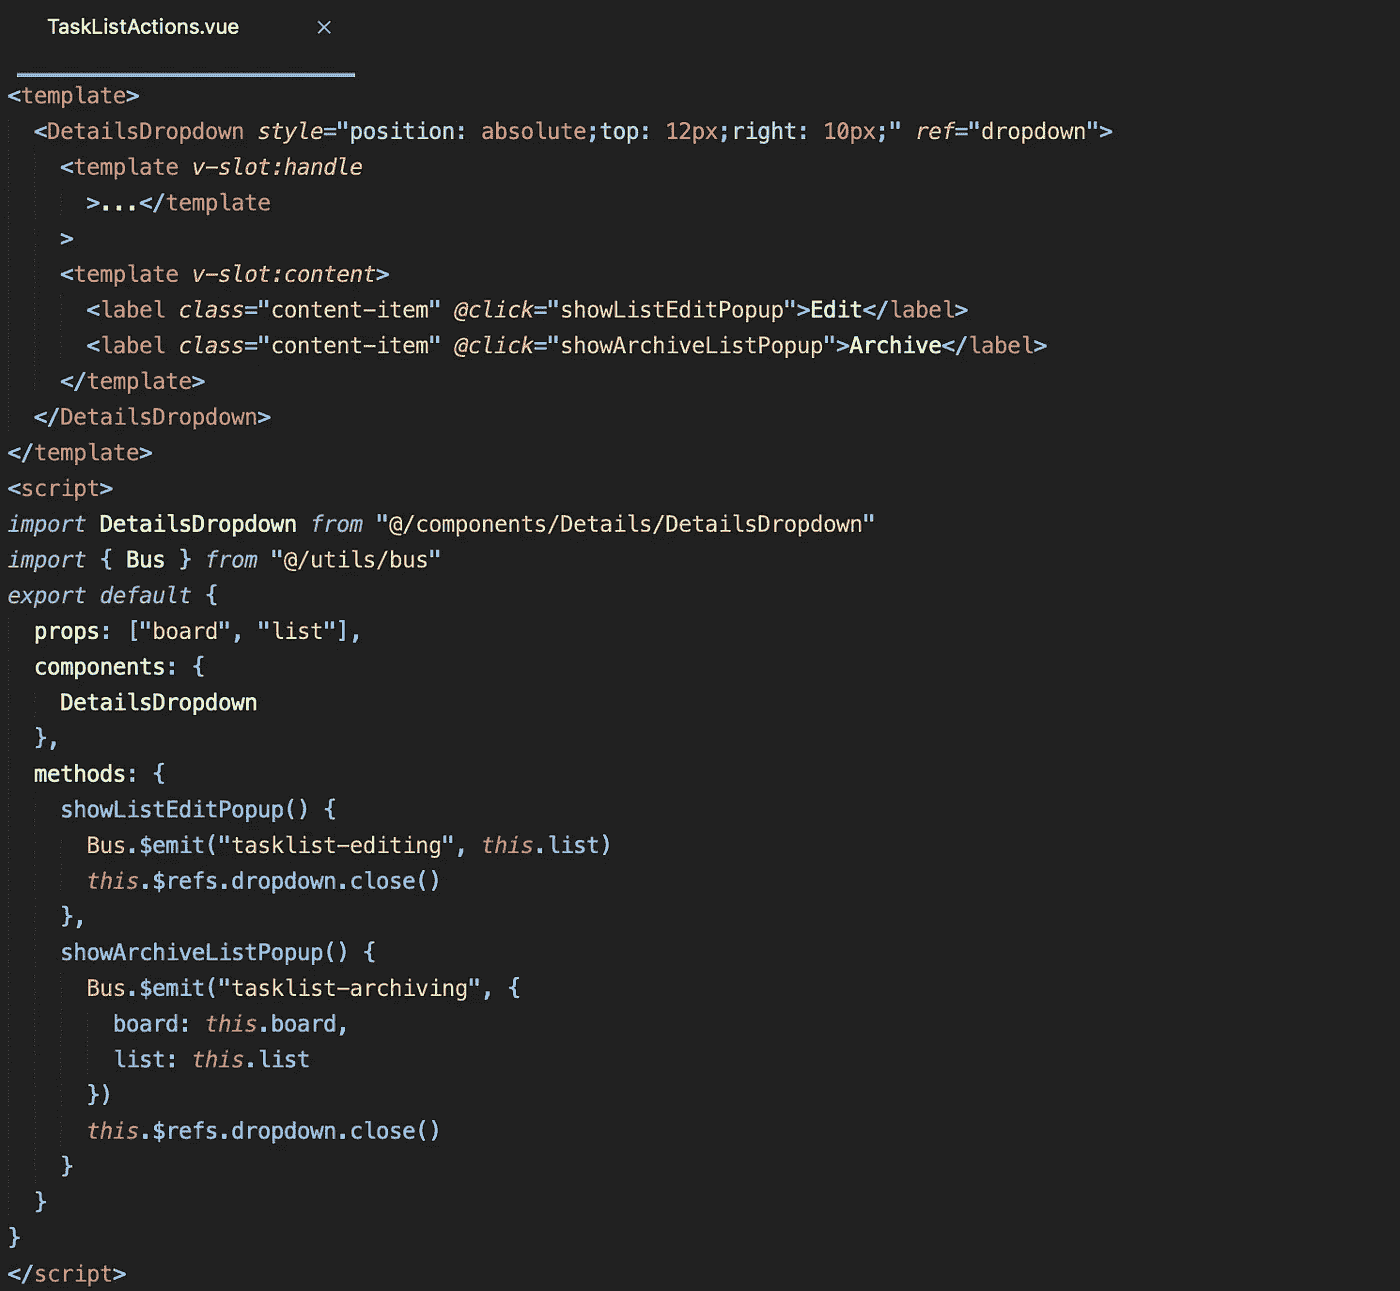 TaskListActions.vue ×
<template>
  <DetailsDropdown style="position: absolute;top: 12px;right: 10px;" ref="dropdown">
    <template v-slot:handle
      >...</template
    >
    <template v-slot:content>
      <label class="content-item" @click="showListEditPopup">Edit</label>
      <label class="content-item" @click="showArchiveListPopup">Archive</label>
    </template>
  </DetailsDropdown>
</template>
<script>
import DetailsDropdown from "@/components/Details/DetailsDropdown"
import { Bus } from "@/utils/bus"
export default {
  props: ["board", "list"],
  components: {
    DetailsDropdown
  },
  methods: {
    showListEditPopup() {
      Bus.$emit("tasklist-editing", this.list)
      this.$refs.dropdown.close()
    },
    showArchiveListPopup() {
      Bus.$emit("tasklist-archiving", {
        board: this.board,
        list: this.list
      })
      this.$refs.dropdown.close()
    }
  }
}
</script>